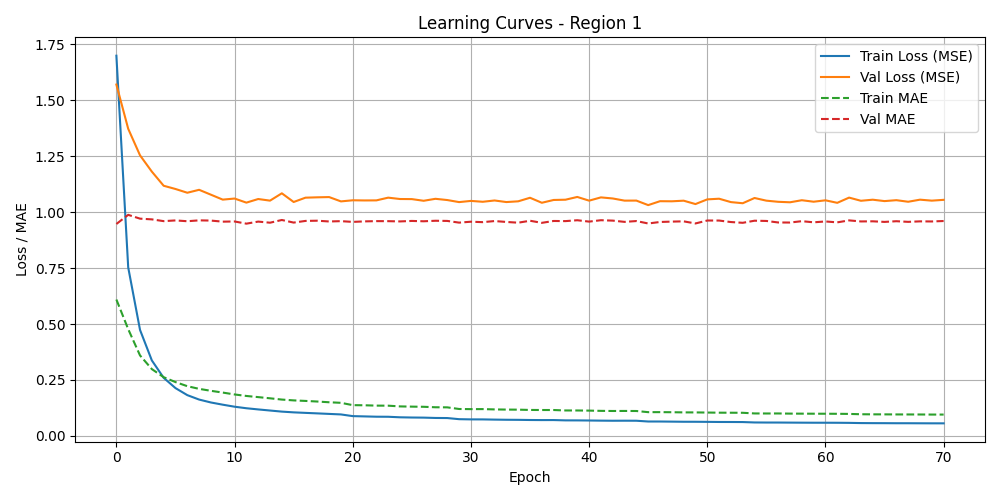 Learning Curves - Region 1
Train Loss (MSE)
Val Loss (MSE)
Train MAE
Val MAE
Loss / MAE
1.75
1.50
1.25
1.00
0.75
0.50
0.25
0.00
0 10 20 30 40 50 60 70
Epoch